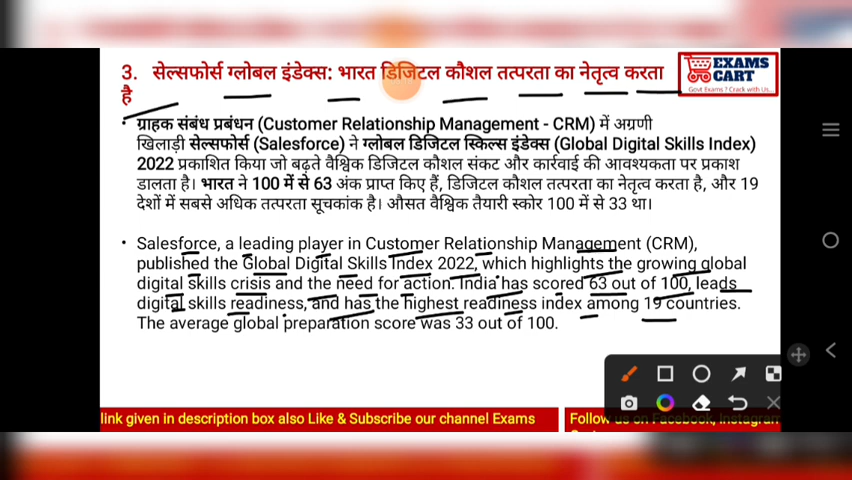 3. सेल्सफोर्स ग्लोबल इंडेक्स: भारत डिजिटल कौशल तत्परता का नेतृत्व करता
है
EXAMS
CART
Govt Exams ? Crack with Us...
• ग्राहक संबंध प्रबंधन (Customer Relationship Management - CRM) में अग्रणी
खिलाड़ी सेल्सफोर्स (Salesforce) ने ग्लोबल डिजिटल स्किल्स इंडेक्स (Global Digital Skills Index)
2022 प्रकाशित किया जो बढ़ते वैश्विक डिजिटल कौशल संकट और कार्रवाई की आवश्यकता पर प्रकाश
डालता है। भारत ने 100 में से 63 अंक प्राप्त किए हैं, डिजिटल कौशल तत्परता का नेतृत्व करता है, और 19
देशों में सबसे अधिक तत्परता सूचकांक है। औसत वैश्विक तैयारी स्कोर 100 में से 33 था।
• Salesforce, a leading player in Customer Relationship Management (CRM),
published the Global Digital Skills Index 2022, which highlights the growing global
digital skills crisis and the need for action. India has scored 63 out of 100, leads
digital skills readiness, and has the highest readiness index among 19 countries.
The average global preparation score was 33 out of 100.
link given in description box also Like & Subscribe our channel Exams
Follow us on Facebook, Instagram